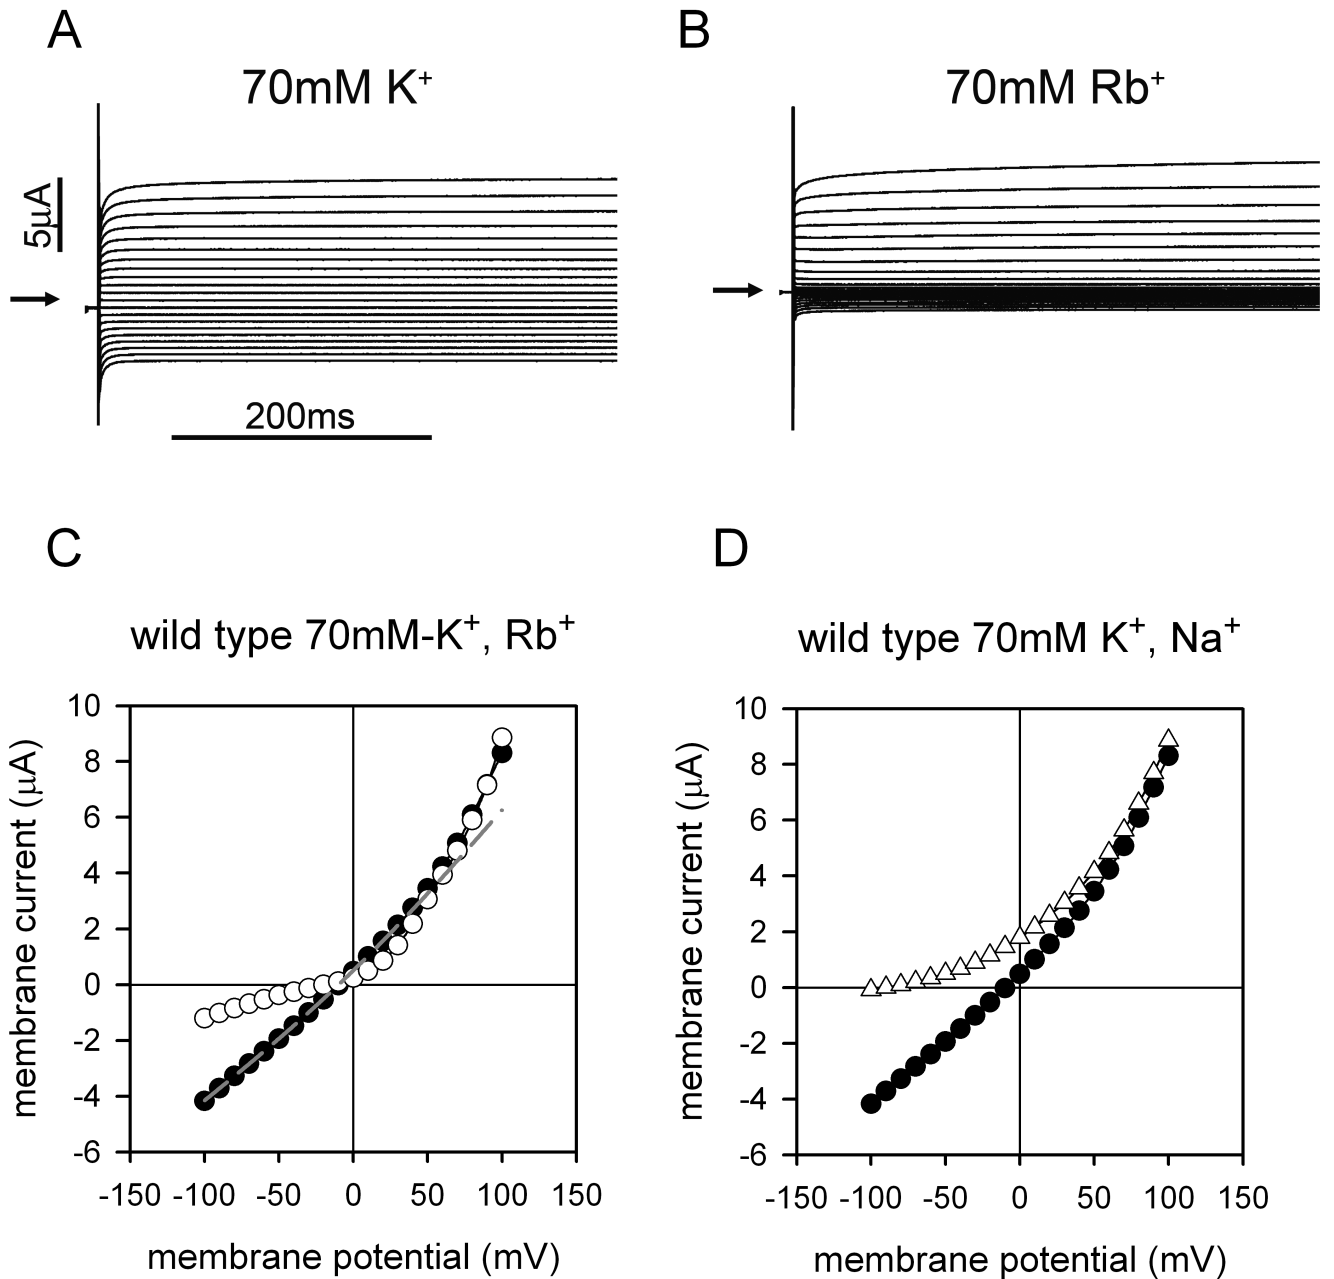 A
B
70mM K⁺
70mM Rb⁺
5μA
200ms
C
D
wild type 70mM-K⁺, Rb⁺
wild type 70mM K⁺, Na⁺
membrane current (μA)
10
8
6
4
2
0
-2
-4
-6
-150 -100 -50 0 50 100 150
membrane potential (mV)
membrane current (μA)
10
8
6
4
2
0
-2
-4
-6
-150 -100 -50 0 50 100 150
membrane potential (mV)